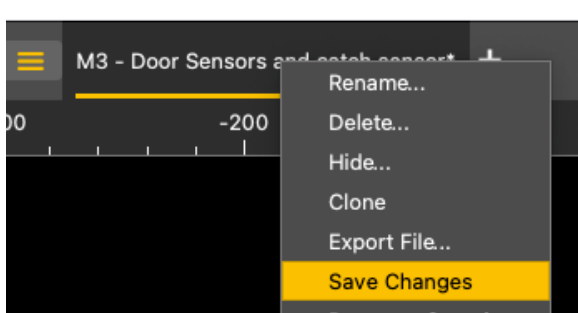 M3 - Door Sensors and catch sensor* +
00 -200
Rename...
Delete...
Hide...
Clone
Export File...
Save Changes